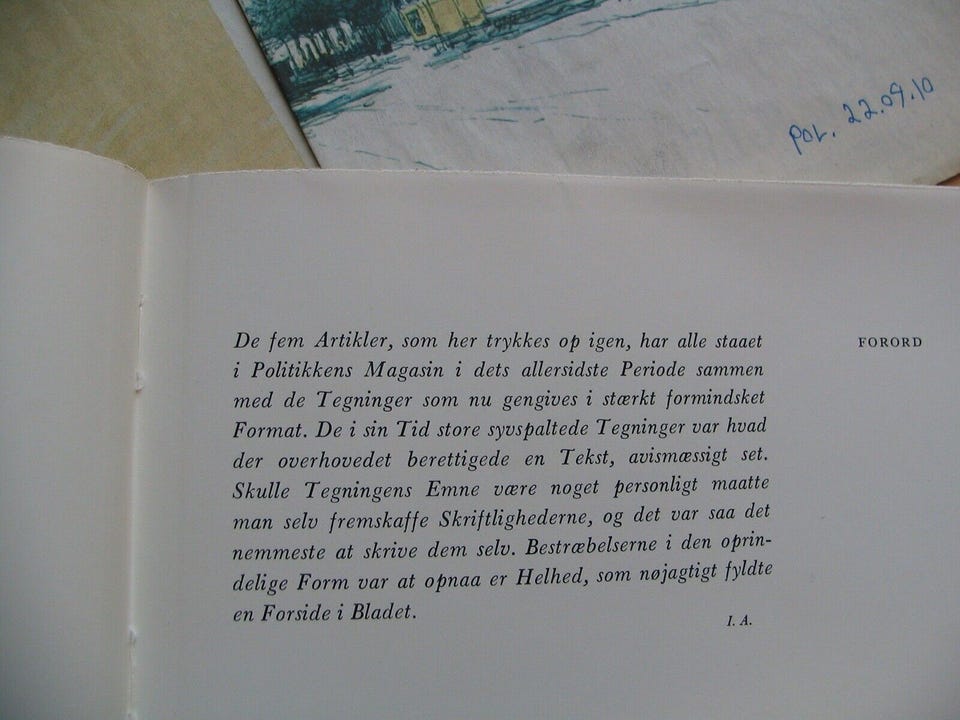 pol. 22.09.10
FORORD
De fem Artikler, som her trykkes op igen, har alle staaet
i Politikkens Magasin i dets allersidste Periode sammen
med de Tegninger som nu gengives i stærkt formindsket
Format. De i sin Tid store syvspaltede Tegninger var hvad
der overhovedet berettigede en Tekst, avismæssigt set.
Skulle Tegningens Emne være noget personligt maatte
man selv fremskaffe Skriftlighederne, og det var saa det
nemmeste at skrive dem selv. Bestræbelserne i den oprin-
delige Form var at opnaa er Helhed, som nøjagtigt fyldte
en Forside i Bladet.
I. A.